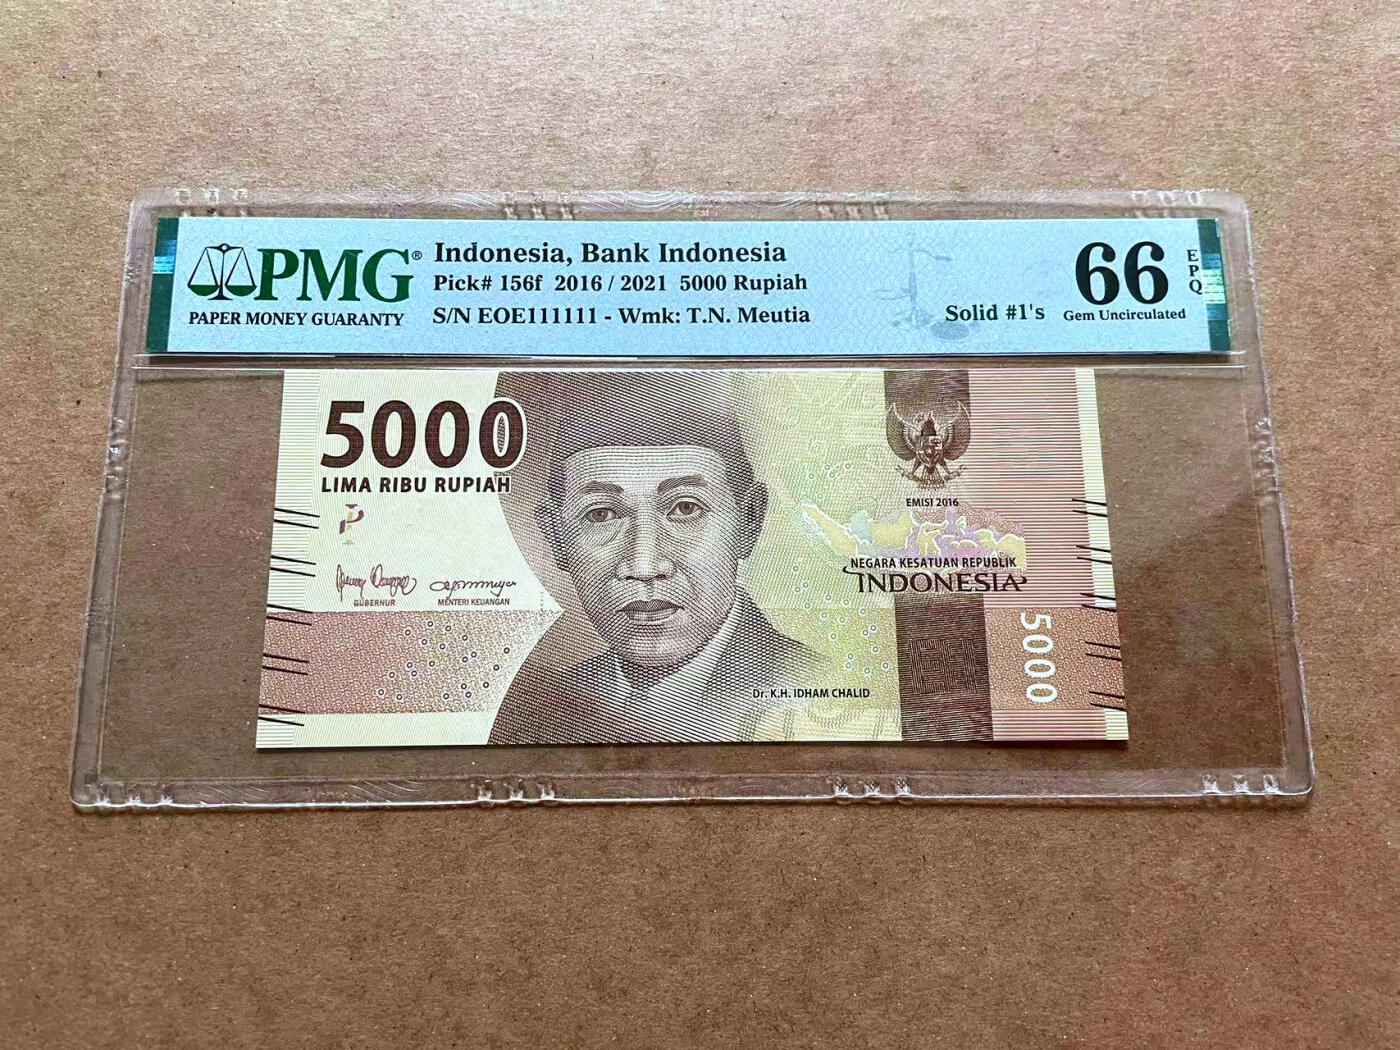 PMG®
PAPER MONEY GUARANTY
Indonesia, Bank Indonesia
Pick# 156f 2016 / 2021 5000 Rupiah
S/N EOE111111 - Wmk: T.N. Meutia
Solid #1's
66
EPQ
Gem Uncirculated
5000
LIMA RIBU RUPIAH
GUBERNUR
MENTERI KEUANGAN
EMISI 2016
NEGARA KESATUAN REPUBLIK
INDONESIA
5000
Dr. K.H. IDHAM CHALID